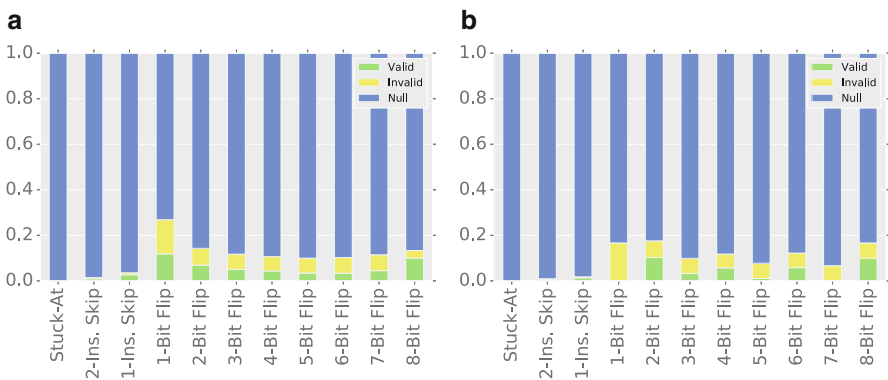 a
1.0
0.8
0.6
0.4
0.2
0.0
Valid
Invalid
Null
Stuck-At
2-Ins. Skip
1-Ins. Skip
1-Bit Flip
2-Bit Flip
3-Bit Flip
4-Bit Flip
5-Bit Flip
6-Bit Flip
7-Bit Flip
8-Bit Flip
b
1.0
0.8
0.6
0.4
0.2
0.0
Valid
Invalid
Null
Stuck-At
2-Ins. Skip
1-Ins. Skip
1-Bit Flip
2-Bit Flip
3-Bit Flip
4-Bit Flip
5-Bit Flip
6-Bit Flip
7-Bit Flip
8-Bit Flip